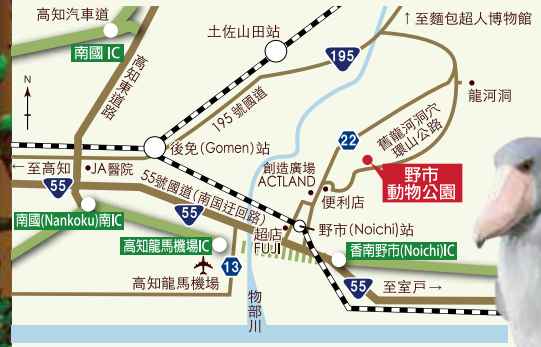 高知汽車道
南國 IC
高知東道路
土佐山田站
↑至麵包超人博物館
195
195 號國道
龍河洞
舊龍河洞穴
環山公路
22
N
後免(Gomen)站
←至高知
JA醫院
55
55號國道(南国迂回路)
創造廣場
ACTLAND
便利店
野市
動物公園
南國(Nankoku)南IC
55
超店
FUJI
野市(Noichi)站
高知龍馬機場IC
香南野市(Noichi)IC
高知龍馬機場
13
物部川
55
至室戸→